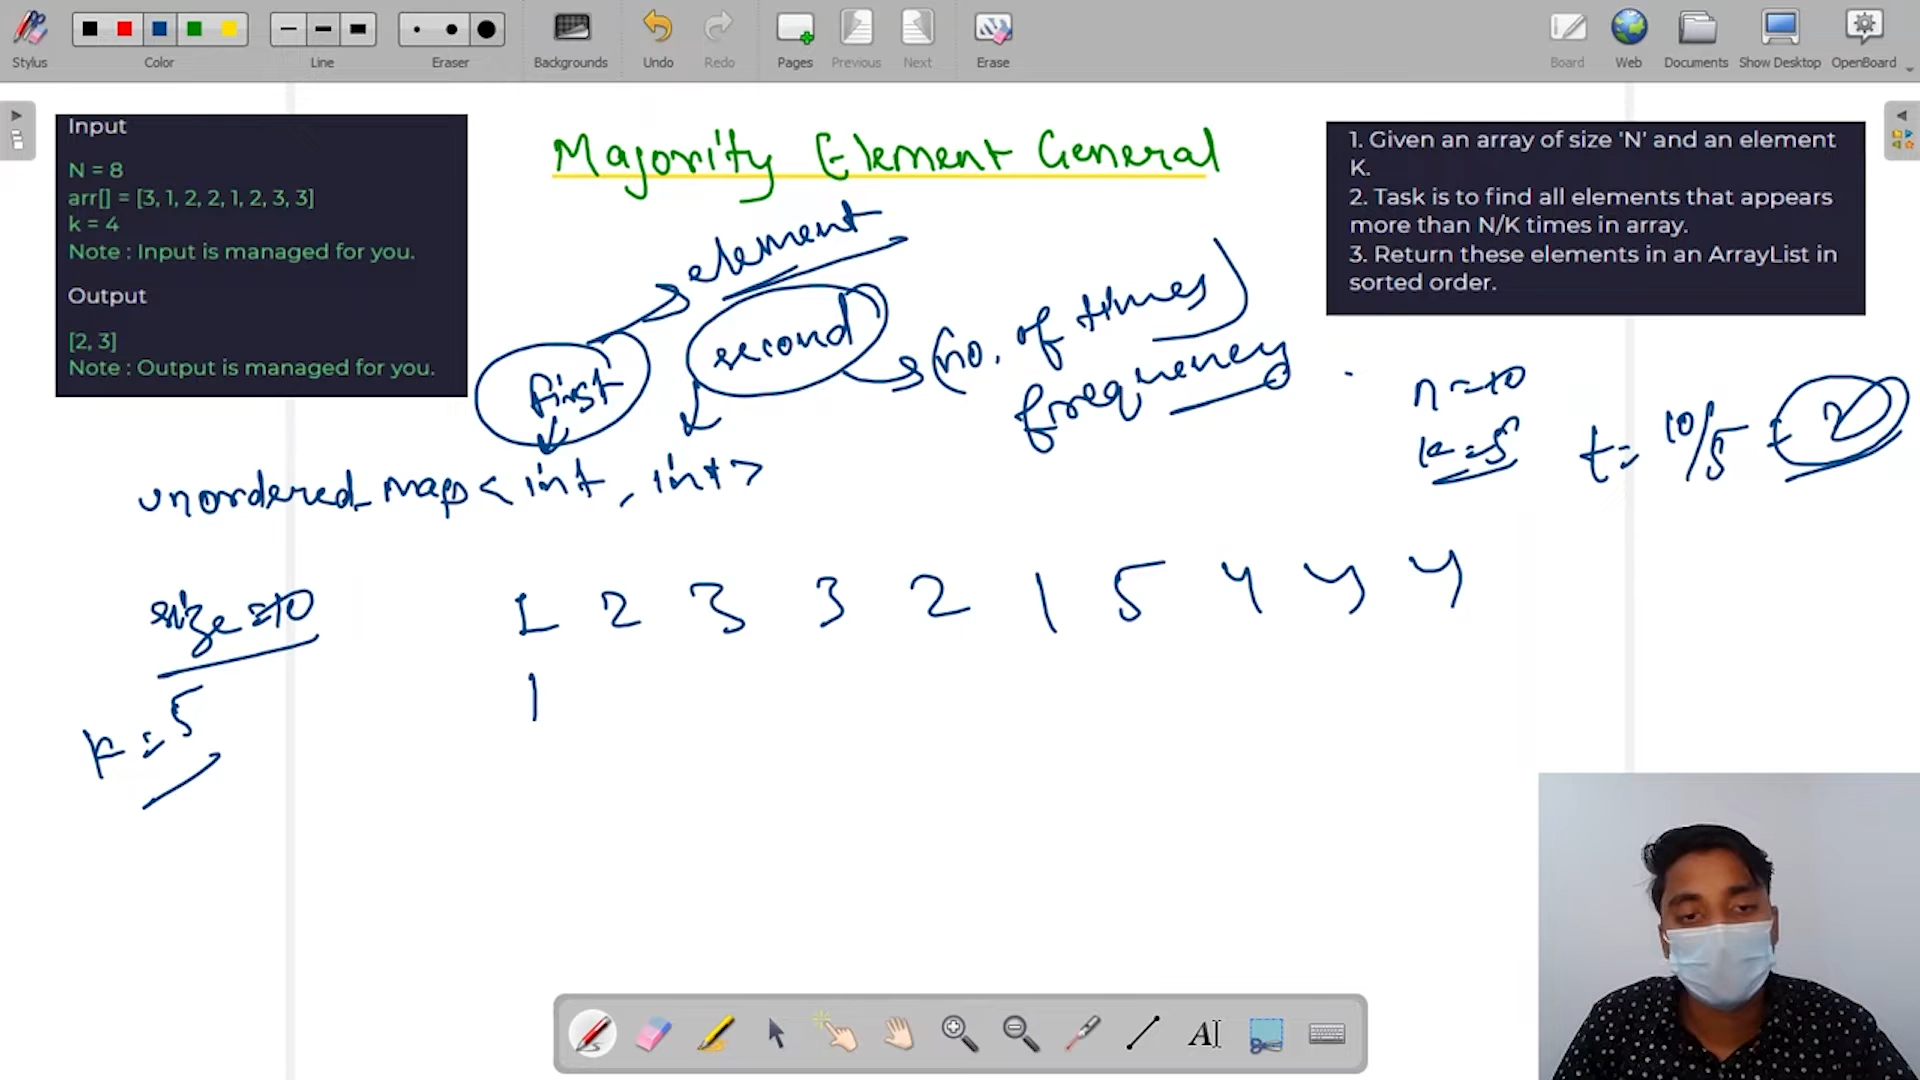 Stylus
Color
Line
Eraser
Backgrounds
Undo
Redo
Pages
Previous
Next
Erase
Board
Web
Documents
Show Desktop
OpenBoard
Input
N = 8
arr[] = [3, 1, 2, 2, 1, 2, 3, 3]
k = 4
Note : Input is managed for you.
Output
[2, 3]
Note : Output is managed for you.
Majority Element General
1. Given an array of size 'N' and an element
K.
2. Task is to find all elements that appears
more than N/K times in array.
3. Return these elements in an ArrayList in
sorted order.
element
first
second
(no. of times)
frequency
unordered_map<int, int>
n=10
k=5
t= 10/5 = 2
size=10
k=5
1 2 3 3 2 1 5 4 4 4
1